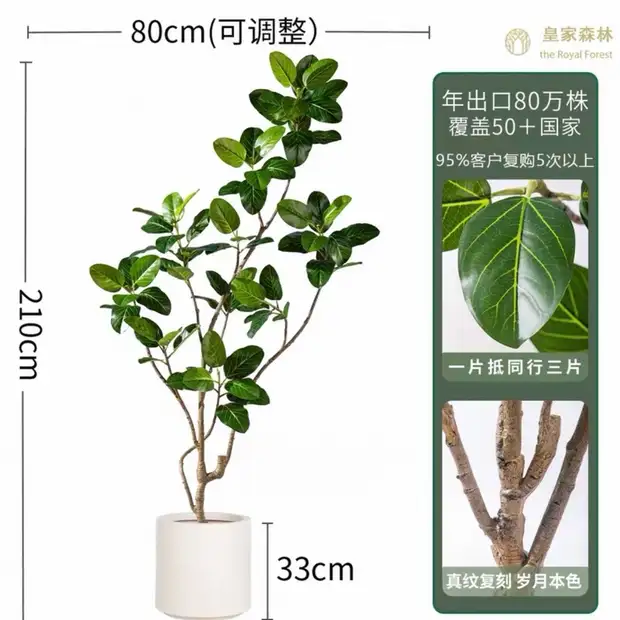 80cm(可调整)
皇家森林
the Royal Forest
年出口80万株
覆盖50+国家
95%客户复购5次以上
210cm
一片抵同行三片
33cm
真纹复刻 岁月本色